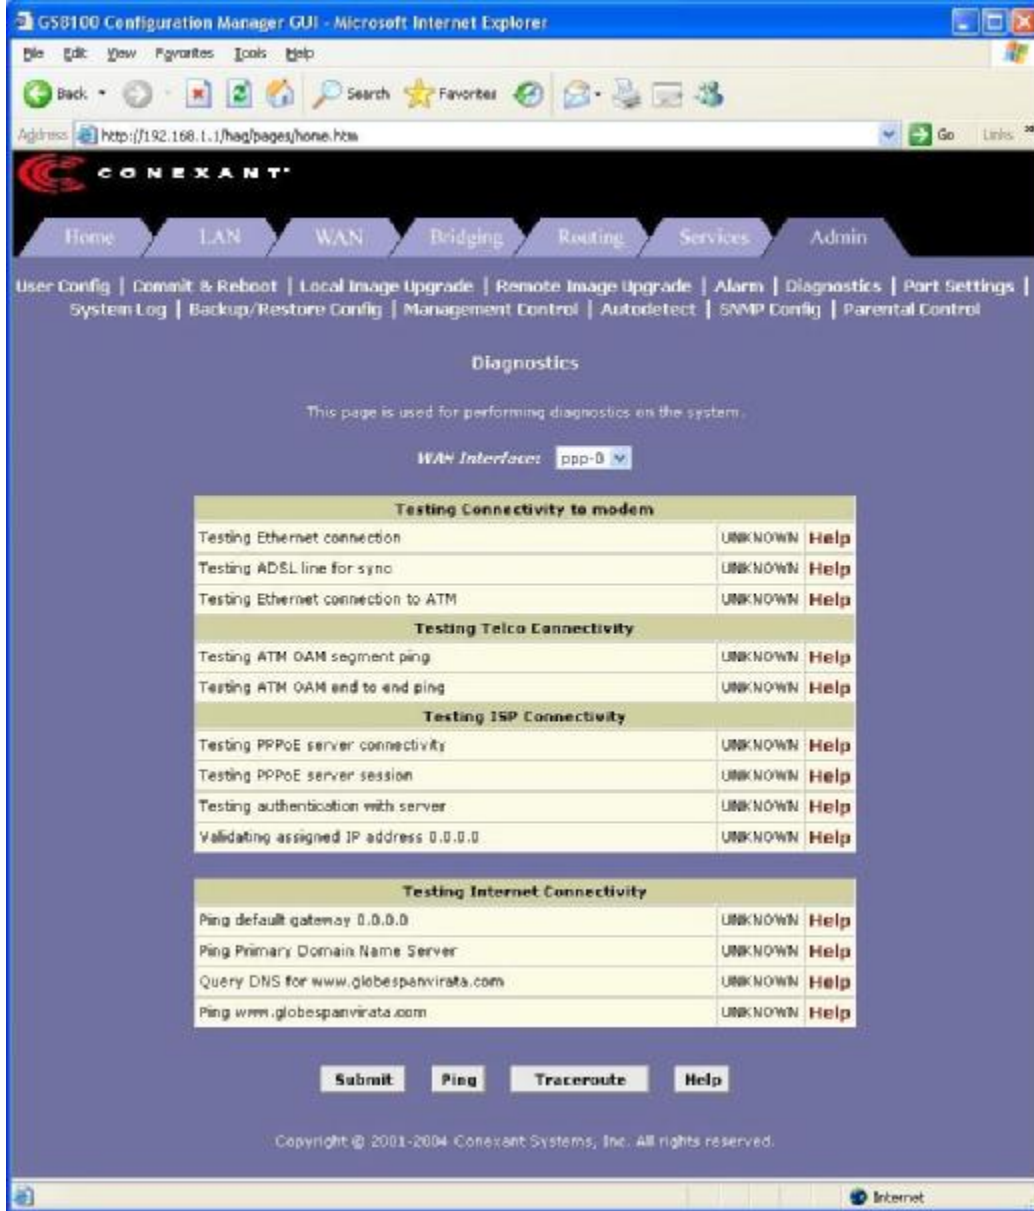 GS8100 Configuration Manager GUI - Microsoft Internet Explorer
File Edit View Favorites Tools Help
Back Search Favorites
Address http://192.168.1.1/hag/pages/home.htm Go Links »
CONEXANT
Home LAN WAN Bridging Routing Services Admin
User Config | Commit & Reboot | Local Image Upgrade | Remote Image Upgrade | Alarm | Diagnostics | Port Settings |
System Log | Backup/Restore Config | Management Control | Autodetect | SNMP Config | Parental Control
Diagnostics
This page is used for performing diagnostics on the system.
WAN Interface: ppp-0
Testing Connectivity to modem
Testing Ethernet connection UNKNOWN Help
Testing ADSL line for sync UNKNOWN Help
Testing Ethernet connection to ATM UNKNOWN Help
Testing Telco Connectivity
Testing ATM OAM segment ping UNKNOWN Help
Testing ATM OAM end to end ping UNKNOWN Help
Testing ISP Connectivity
Testing PPPoE server connectivity UNKNOWN Help
Testing PPPoE server session UNKNOWN Help
Testing authentication with server UNKNOWN Help
Validating assigned IP address 0.0.0.0 UNKNOWN Help
Testing Internet Connectivity
Ping default gateway 0.0.0.0 UNKNOWN Help
Ping Primary Domain Name Server UNKNOWN Help
Query DNS for www.globespanvirata.com UNKNOWN Help
Ping www.globespanvirata.com UNKNOWN Help
Submit Ping Traceroute Help
Copyright © 2001-2004 Conexant Systems, Inc. All rights reserved.
Internet